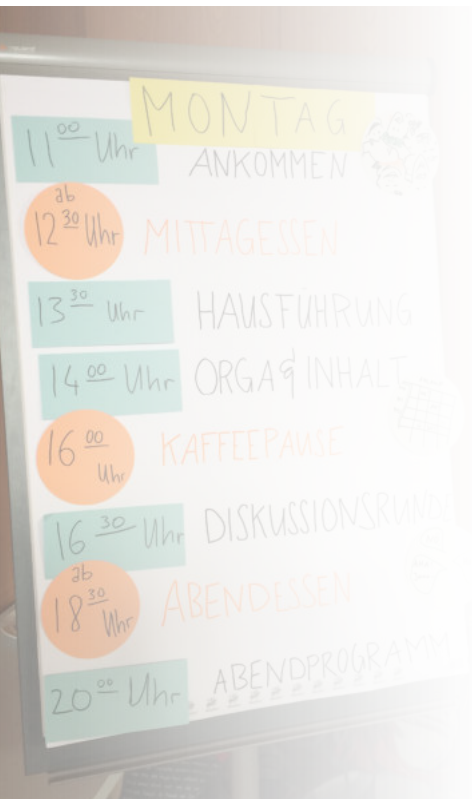 MONTAG
11 00 Uhr ANKOMMEN
ab
12 30 Uhr MITTAGESSEN
13 30 Uhr HAUSFÜHRUNG
14 00 Uhr ORGA & INHALT
16 00 Uhr KAFFEEPAUSE
16 30 Uhr DISKUSSIONSRUNDE
ab
18 30 Uhr ABENDESSEN
20 00 Uhr ABENDPROGRAMM